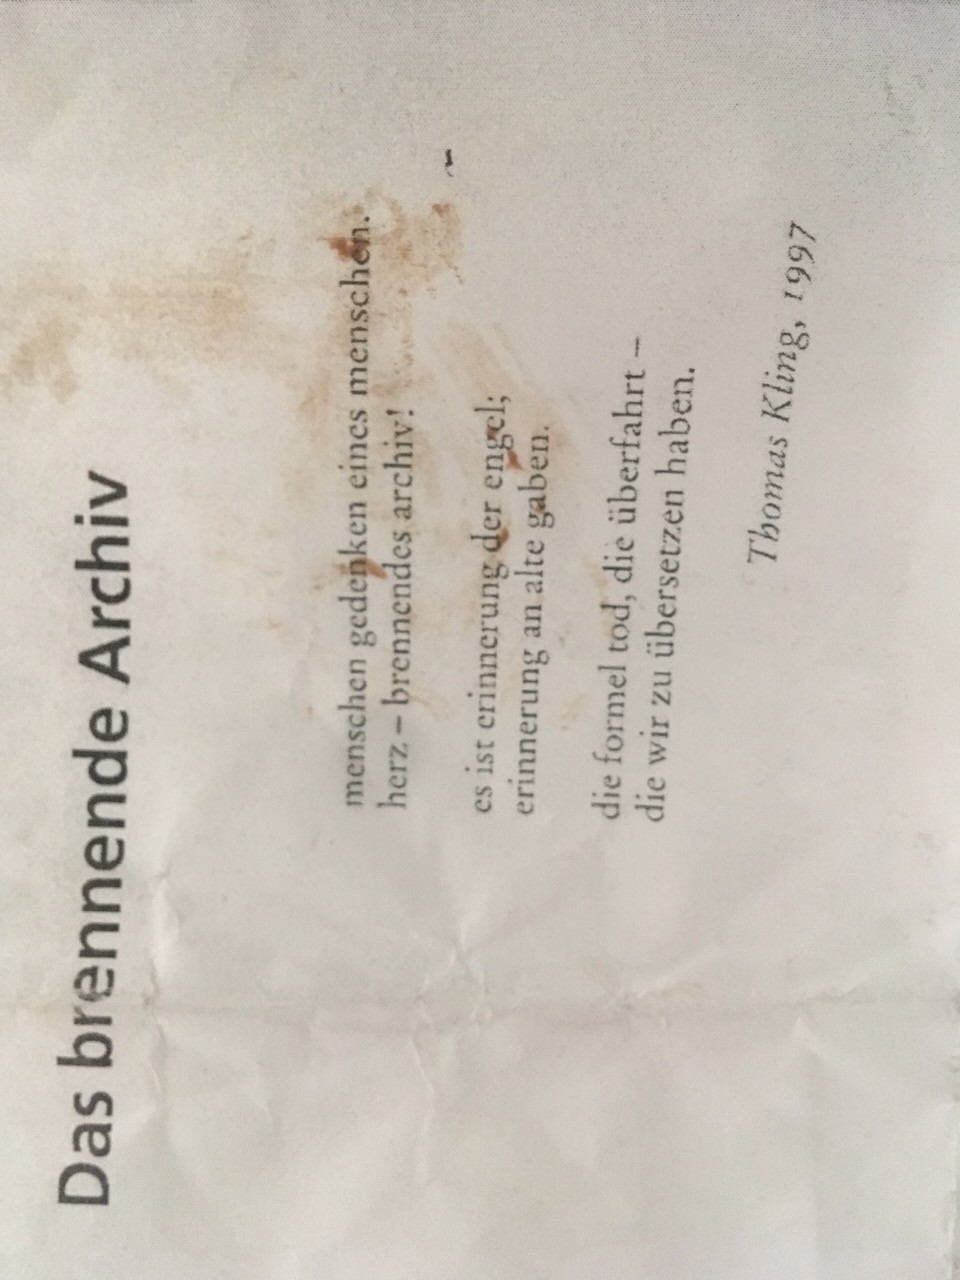 Das brennende Archiv
menschen gedenken eines menschen.
herz – brennendes archiv!
es ist erinnerung der engel;
erinnerung an alte gaben.
die formel tod, die überfahrt –
die wir zu übersetzen haben.
Thomas Kling, 1997